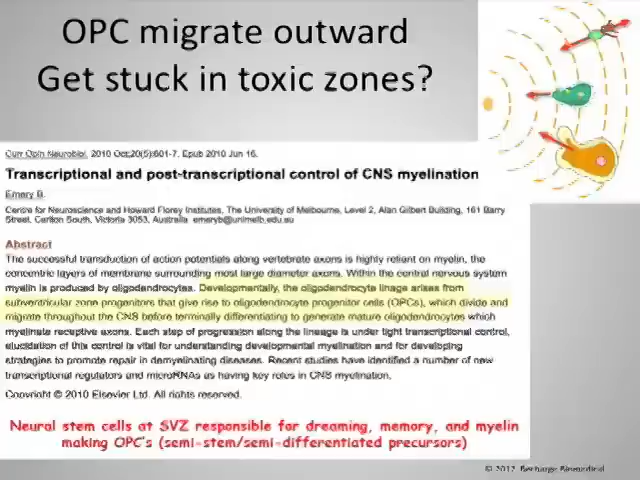 OPC migrate outward
Get stuck in toxic zones?
Curr Opin Neurobiol. 2010 Oct;20(5):601-7. Epub 2010 Jun 16.
Transcriptional and post-transcriptional control of CNS myelination
Emery B.
Centre for Neuroscience and Howard Florey Institutes, The University of Melbourne, Level 2, Alan Gilbert Building, 161 Barry
Street, Carlton South, Victoria 3053, Australia. emeryb@unimelb.edu.au
Abstract
The successful transduction of action potentials along vertebrate axons is highly reliant on myelin, the
concentric layers of membrane surrounding most large diameter axons. Within the central nervous system
myelin is produced by oligodendrocytes. Developmentally, the oligodendrocyte linage arises from
subventricular zone progenitors that give rise to oligodendrocyte progenitor cells (OPCs), which divide and
migrate throughout the CNS before terminally differentiating to generate mature oligodendrocytes which
myelinate receptive axons. Each step of progression along the lineage is under tight transcriptional control,
elucidation of this control is vital for understanding developmental myelination and for developing
strategies to promote repair in demyelinating diseases. Recent studies have identified a number of new
transcriptional regulators and microRNAs as having key roles in CNS myelination.
Copyright © 2010 Elsevier Ltd. All rights reserved.
Neural stem cells at SVZ responsible for dreaming, memory, and myelin
making OPC's (semi-stem/semi-differentiated precursors)
© 2012 Recharge Biomedical